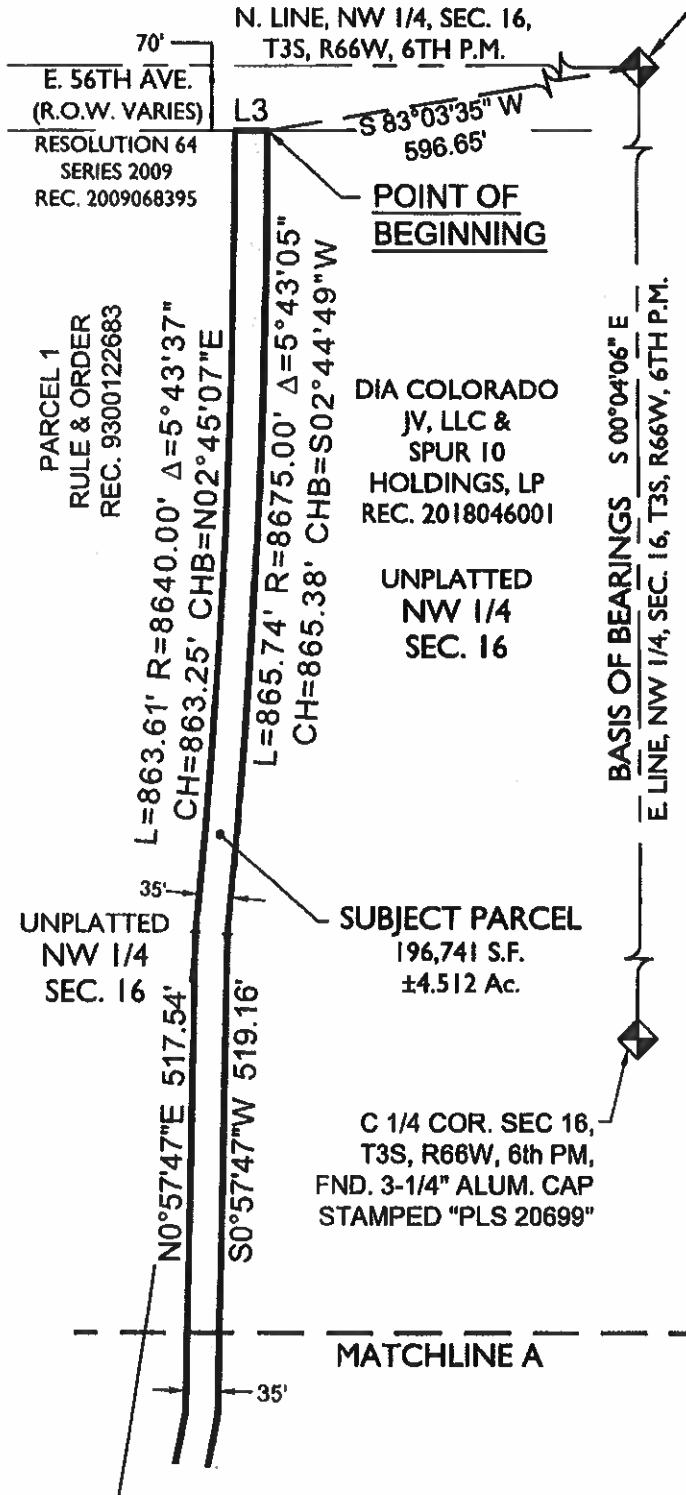 N. LINE, NW 1/4, SEC. 16,
T3S, R66W, 6TH P.M.
70'
E. 56TH AVE.
(R.O.W. VARIES)
L3
S 83°03'35" W
596.65'
RESOLUTION 64
SERIES 2009
REC. 2009068395
POINT OF
BEGINNING
PARCEL 1
RULE & ORDER
REC. 9300122683
L=863.61' R=8640.00' Δ=5°43'37"
CH=863.25' CHB=N02°45'07"E
L=865.74' R=8675.00' Δ=5°43'05"
CH=865.38' CHB=S02°44'49"W
DIA COLORADO
JV, LLC &
SPUR 10
HOLDINGS, LP
REC. 2018046001
UNPLATTED
NW 1/4
SEC. 16
BASIS OF BEARINGS S 00°04'06" E
E. LINE, NW 1/4, SEC. 16, T3S, R66W, 6TH P.M.
35'
UNPLATTED
NW 1/4
SEC. 16
SUBJECT PARCEL
196,741 S.F.
±4.512 Ac.
N0°57'47"E 517.54'
S0°57'47"W 519.16'
C 1/4 COR. SEC 16,
T3S, R66W, 6th PM,
FND. 3-1/4" ALUM. CAP
STAMPED "PLS 20699"
MATCHLINE A
35'